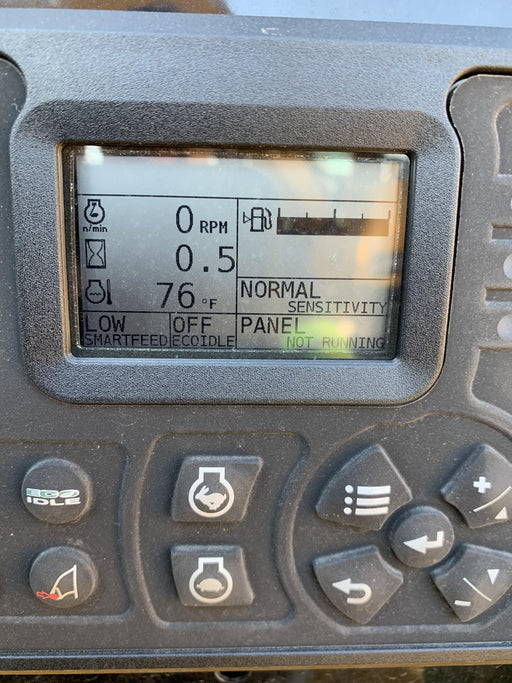 n/min
0 RPM
0.5
76 °F
NORMAL
SENSITIVITY
LOW
SMARTFEED
OFF
ECOIDLE
PANEL
NOT RUNNING
ECO
IDLE